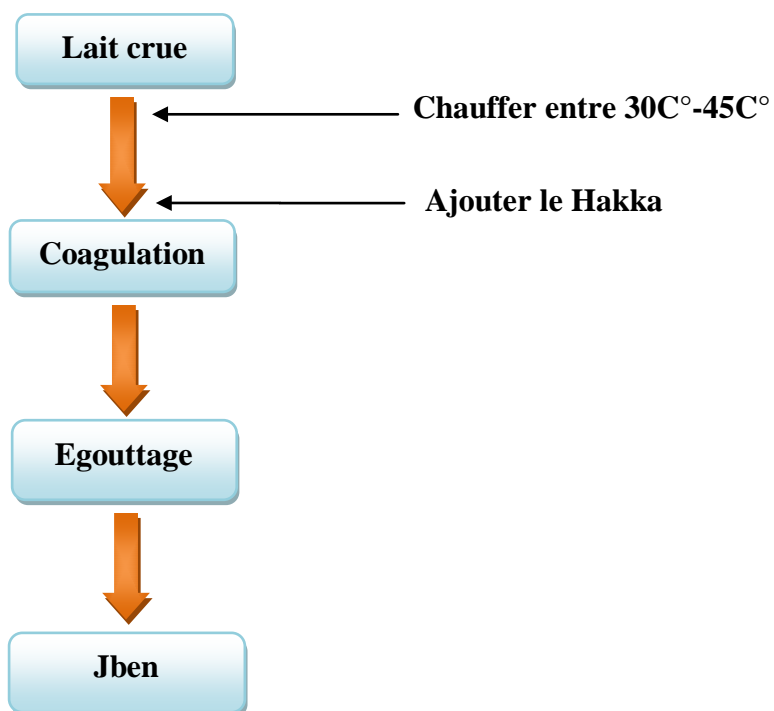 Lait crue
Chauffer entre 30C°-45C°
Ajouter le Hakka
Coagulation
Egouttage
Jben